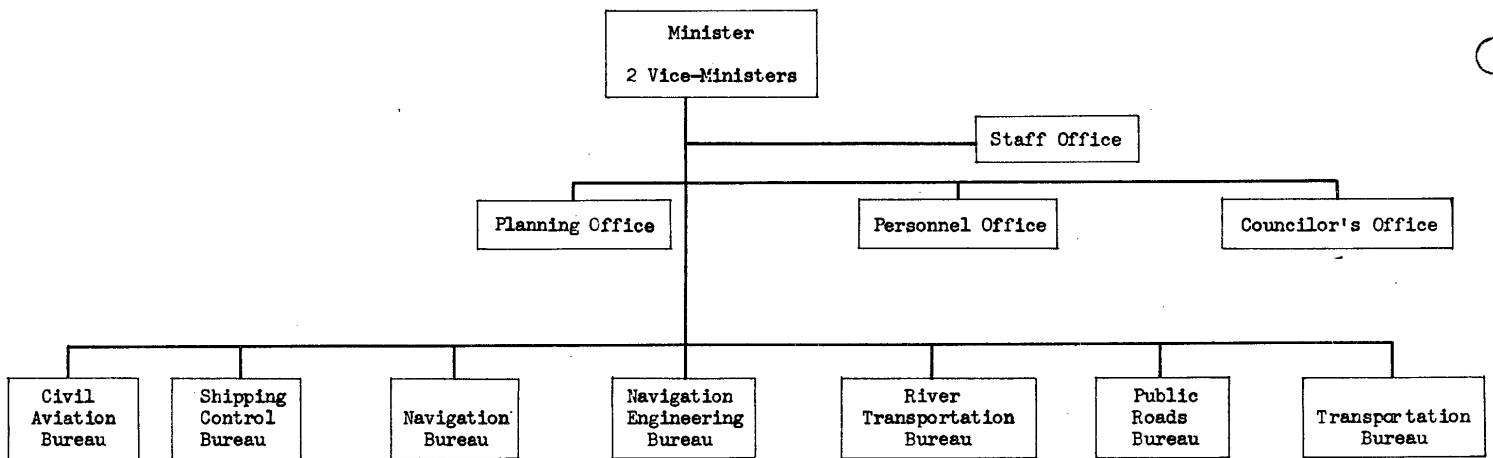 Minister
2 Vice-Ministers
Staff Office
Planning Office
Personnel Office
Councilor's Office
Civil
Aviation
Bureau
Shipping
Control
Bureau
Navigation
Bureau
Navigation
Engineering
Bureau
River
Transportation
Bureau
Public
Roads
Bureau
Transportation
Bureau